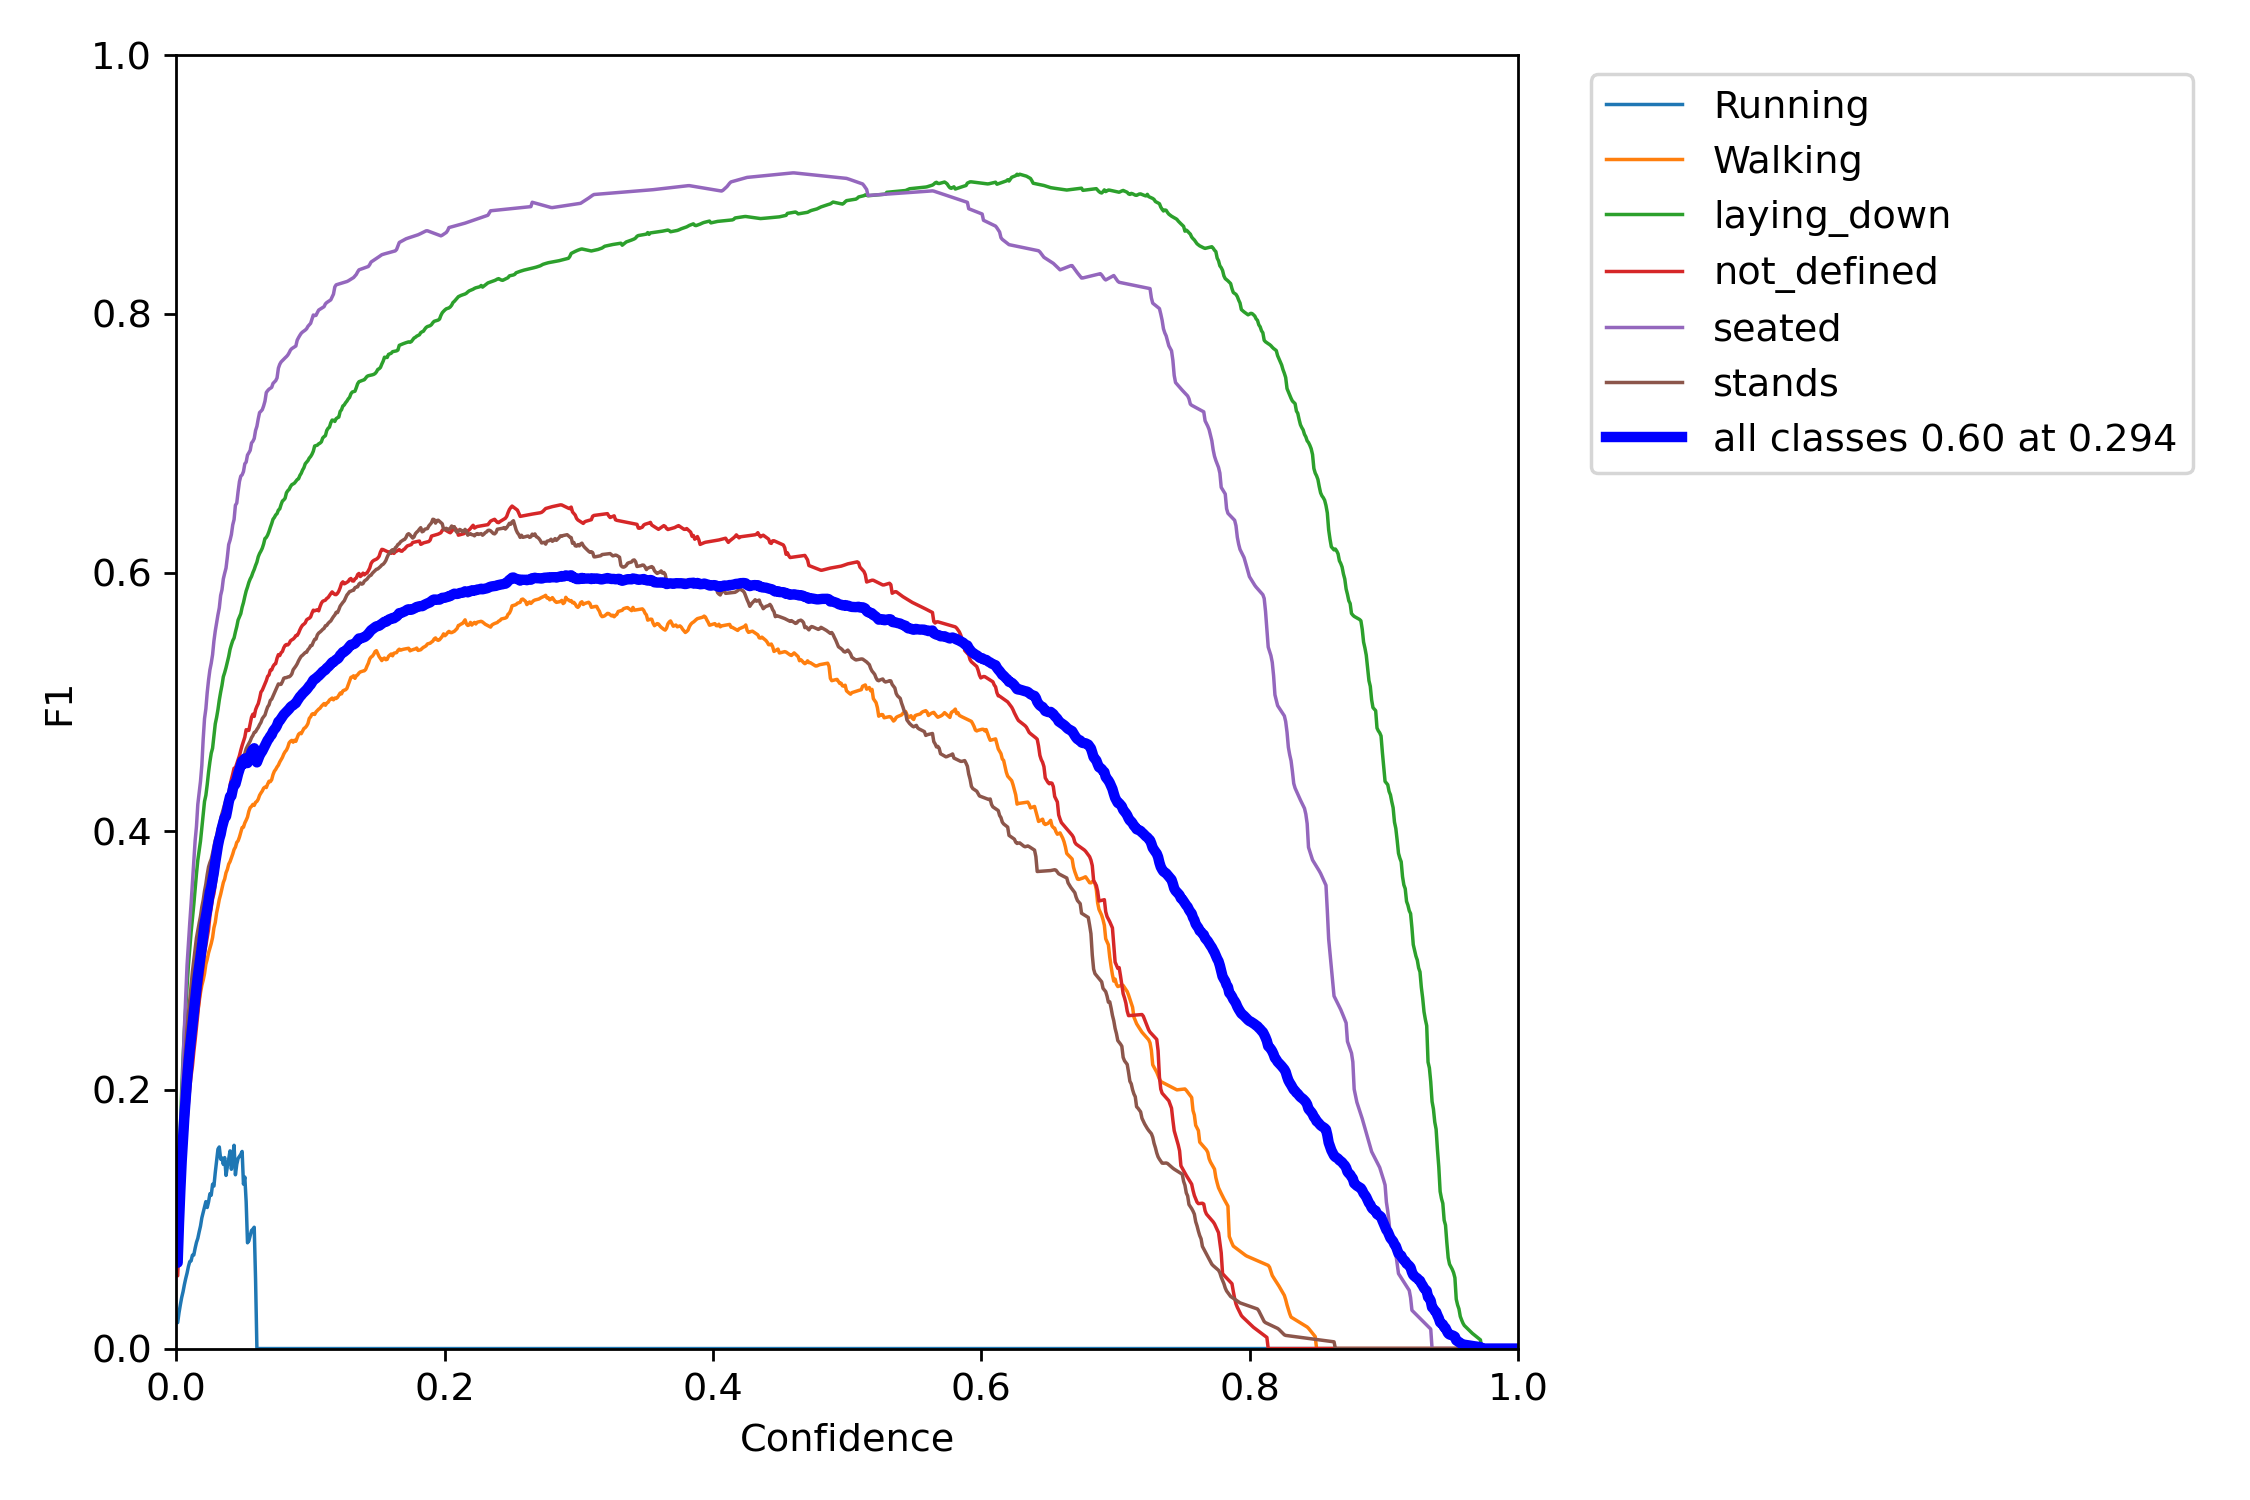 1.0
0.8
0.6
0.4
0.2
0.0
F1
0.0 0.2 0.4 0.6 0.8 1.0
Confidence
Running
Walking
laying_down
not_defined
seated
stands
all classes 0.60 at 0.294